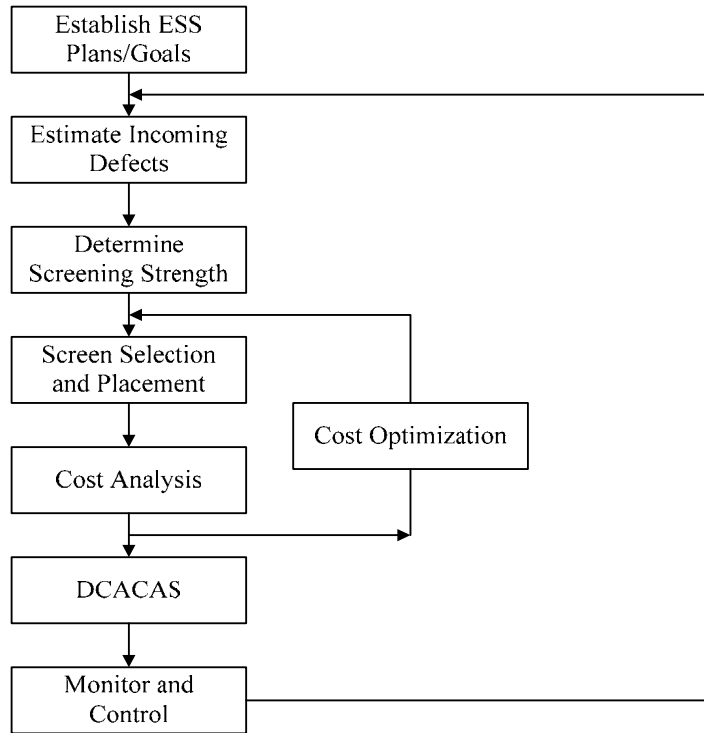 Establish ESS
Plans/Goals
Estimate Incoming
Defects
Determine
Screening Strength
Screen Selection
and Placement
Cost Optimization
Cost Analysis
DCACAS
Monitor and
Control